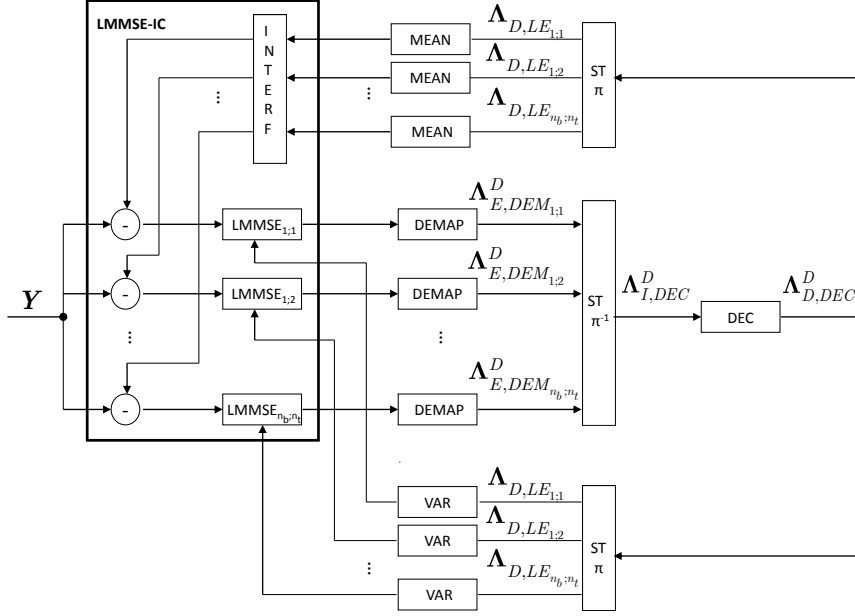 LMMSE-IC
I N T E R F
...
...
MEAN
MEAN
MEAN
Λ_{D,LE_{1;1}}
Λ_{D,LE_{1;2}}
Λ_{D,LE_{n_b;n_t}}
ST π
Y
-
-
...
-
LMMSE_{1;1}
LMMSE_{1;2}
LMMSE_{n_b;n_t}
DEMAP
DEMAP
...
DEMAP
Λ^D_{E,DEM_{1;1}}
Λ^D_{E,DEM_{1;2}}
Λ^D_{E,DEM_{n_b;n_t}}
ST π⁻¹
Λ^D_{I,DEC}
DEC
Λ^D_{D,DEC}
VAR
VAR
...
VAR
Λ_{D,LE_{1;1}}
Λ_{D,LE_{1;2}}
Λ_{D,LE_{n_b;n_t}}
ST π